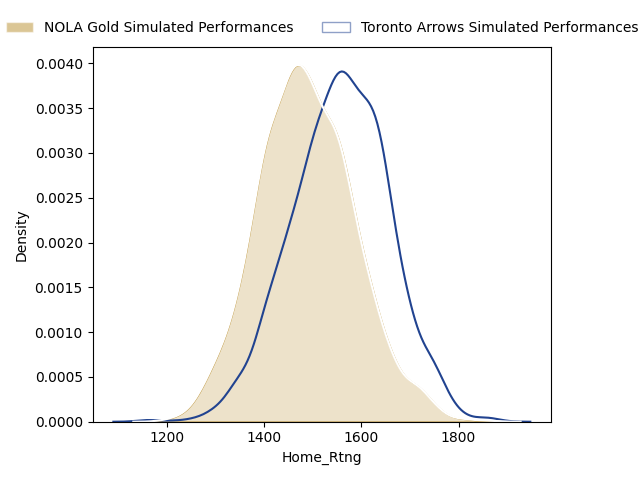 NOLA Gold Simulated Performances Toronto Arrows Simulated Performances
0.0040
0.0035
0.0030
0.0025
0.0020
0.0015
0.0010
0.0005
0.0000
Density
1200 1400 1600 1800
Home_Rtng